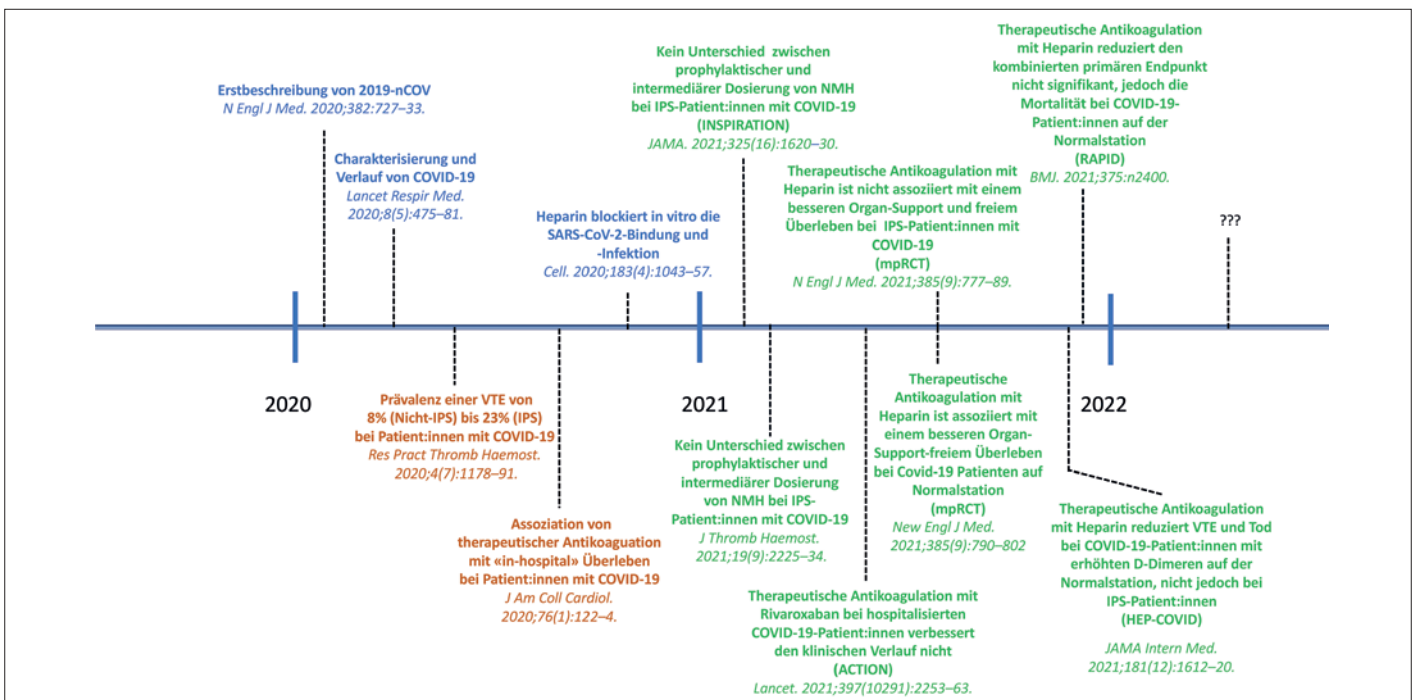 Erstbeschreibung von 2019-nCOV
N Engl J Med. 2020;382:727–33.
Charakterisierung und
Verlauf von COVID-19
Lancet Respir Med.
2020;8(5):475–81.
Heparin blockiert in vitro die
SARS-CoV-2-Bindung und
-Infektion
Cell. 2020;183(4):1043–57.
Kein Unterschied zwischen
prophylaktischer und
intermediärer Dosierung von NMH
bei IPS-Patient:innen mit COVID-19
(INSPIRATION)
JAMA. 2021;325(16):1620–30.
Therapeutische Antikoagulation mit
Heparin ist nicht assoziiert mit einem
besseren Organ-Support und freiem
Überleben bei IPS-Patient:innen mit
COVID-19
(mpRCT)
N Engl J Med. 2021;385(9):777–89.
Therapeutische Antikoagulation
mit Heparin reduziert den
kombinierten primären Endpunkt
nicht signifikant, jedoch die
Mortalität bei COVID-19-
Patient:innen auf der
Normalstation
(RAPID)
BMJ. 2021;375:n2400.
???
2020
2021
2022
Prävalenz einer VTE von
8% (Nicht-IPS) bis 23% (IPS)
bei Patient:innen mit COVID-19
Res Pract Thromb Haemost.
2020;4(7):1178–91.
Assoziation von
therapeutischer Antikoaguation
mit «in-hospital» Überleben
bei Patient:innen mit COVID-19
J Am Coll Cardiol.
2020;76(1):122–4.
Kein Unterschied zwischen
prophylaktischer und
intermediärer Dosierung
von NMH bei IPS-
Patient:innen mit COVID-19
J Thromb Haemost.
2021;19(9):2225–34.
Therapeutische Antikoagulation mit
Rivaroxaban bei hospitalisierten
COVID-19-Patient:innen verbessert
den klinischen Verlauf nicht
(ACTION)
Lancet. 2021;397(10291):2253–63.
Therapeutische
Antikoagulation mit
Heparin ist assoziiert mit
einem besseren Organ-
Support-freiem Überleben
bei Covid-19 Patienten auf
Normalstation
(mpRCT)
New Engl J Med.
2021;385(9):790–802
Therapeutische Antikoagulation
mit Heparin reduziert VTE und Tod
bei COVID-19-Patient:innen mit
erhöhten D-Dimeren auf der
Normalstation, nicht jedoch bei
IPS-Patient:innen
(HEP-COVID)
JAMA Intern Med.
2021;181(12):1612–20.